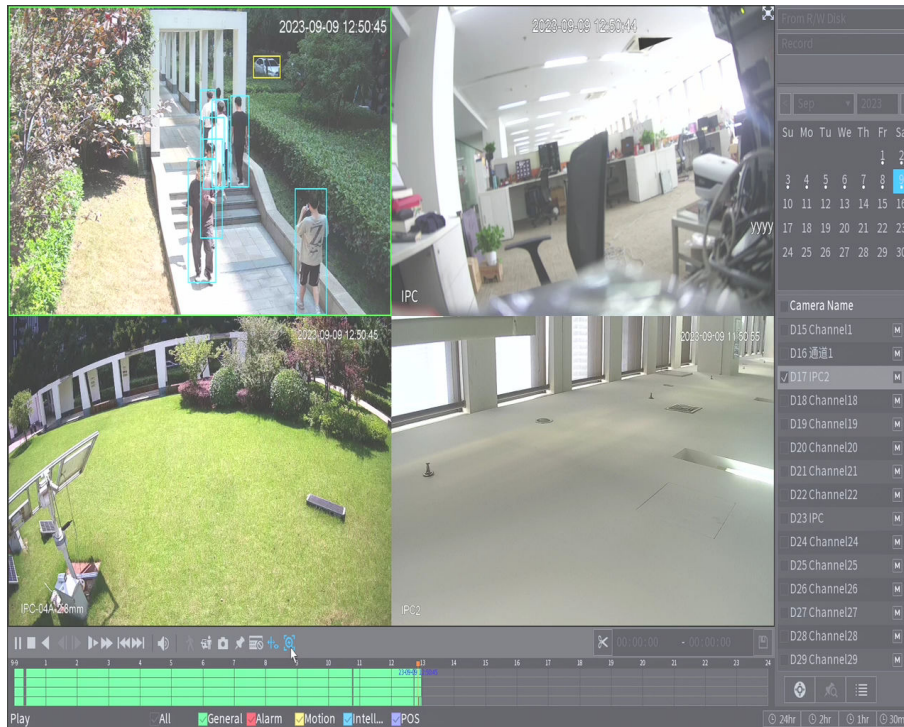 2023-09-09 12:50:45
2023-09-09 12:50:44
yyyy
IPC
2023-09-09 12:50:45
IPC-04A 2.8mm
2023-09-09 11:50:55
IPC2
From R/W Disk
Record
Sep 2023
Su Mo Tu We Th Fr Sa
1 2
3 4 5 6 7 8 9
10 11 12 13 14 15 16
17 18 19 20 21 22 23
24 25 26 27 28 29 30
Camera Name
D15 Channel1 M
D16 通道1 M
D17 IPC2 M
D18 Channel18 M
D19 Channel19 M
D20 Channel20 M
D21 Channel21 M
D22 Channel22 M
D23 IPC M
D24 Channel24 M
D25 Channel25 M
D26 Channel26 M
D27 Channel27 M
D28 Channel28 M
D29 Channel29 M
00:00:00 - 00:00:00
9-9 1 2 3 4 5 6 7 8 9 10 11 12 13 14 15 16 17 18 19 20 21 22 23 24
Play All General Alarm Motion Intell... POS
24hr 2hr 1hr 30m